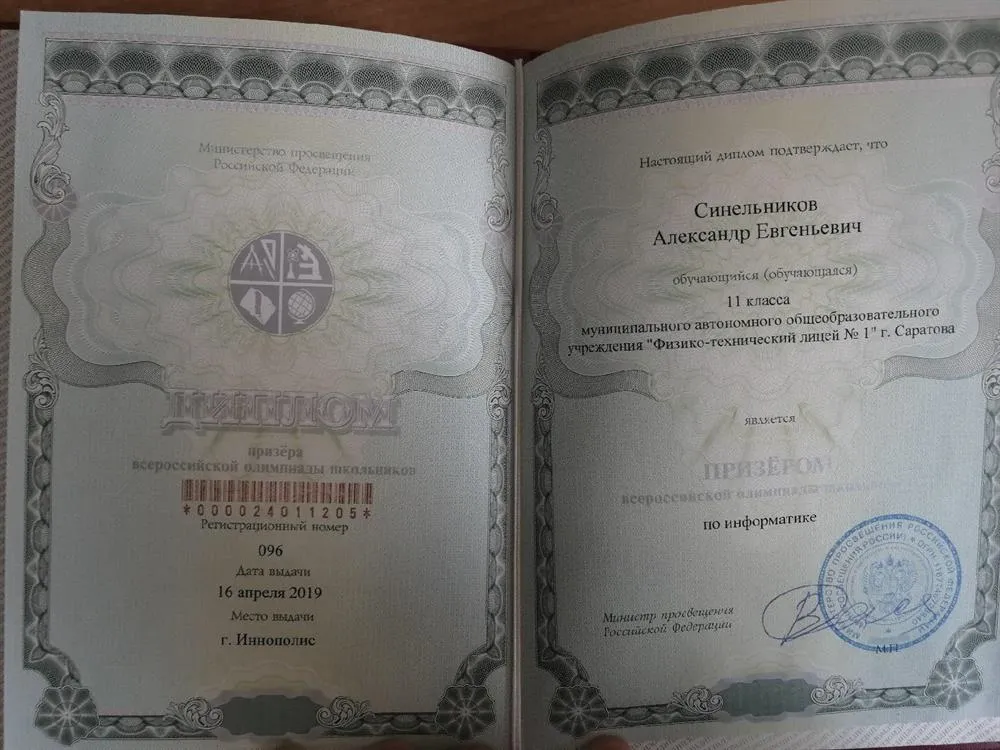 Министерство просвещения
Российской Федерации
ДИПЛОМ
призёра
всероссийской олимпиады школьников
*000024011205*
Регистрационный номер
096
Дата выдачи
16 апреля 2019
Место выдачи
г. Иннополис
Настоящий диплом подтверждает, что
Синельников
Александр Евгеньевич
обучающийся (обучающаяся)
11 класса
муниципального автономного общеобразовательного
учреждения "Физико-технический лицей № 1" г. Саратова
является
ПРИЗЁРОМ
всероссийской олимпиады школьников
по информатике
Министр просвещения
Российской Федерации
М.П.